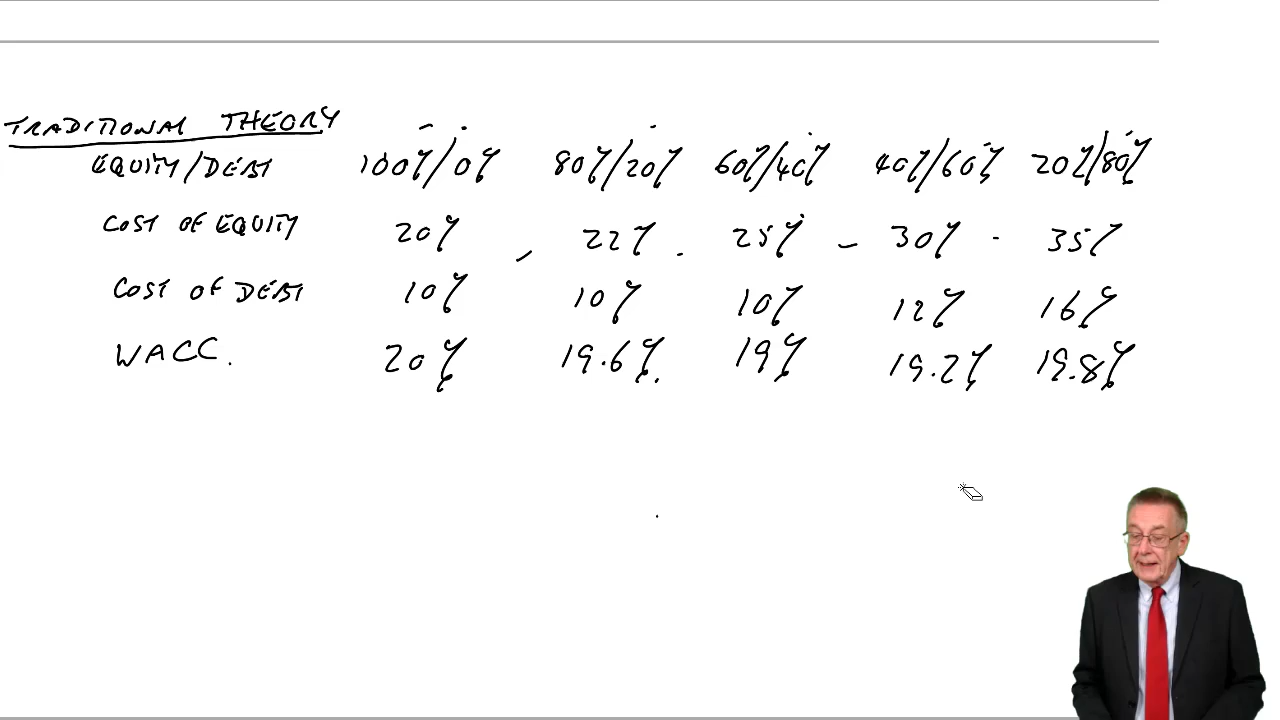 TRADITIONAL THEORY
EQUITY/DEBT 100%/0% 80%/20% 60%/40% 40%/60% 20%/80%
COST OF EQUITY 20% 22% 25% 30% 35%
COST OF DEBT 10% 10% 10% 12% 16%
WACC. 20% 19.6% 19% 19.2% 19.8%